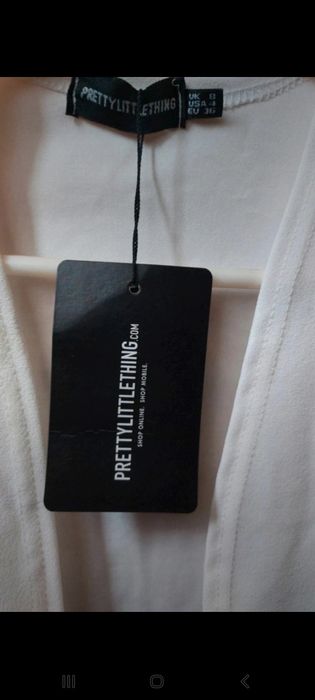 PRETTYLITTLETHING
UK 8
USA 4
EU 36
PRETTYLITTLETHING.COM
SHOP ONLINE. SHOP MOBILE.